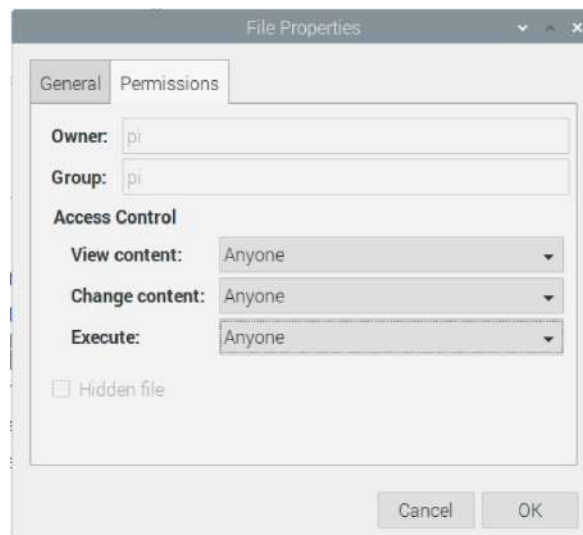 File Properties
General Permissions
Owner: pi
Group: pi
Access Control
View content: Anyone
Change content: Anyone
Execute: Anyone
Hidden file
Cancel OK